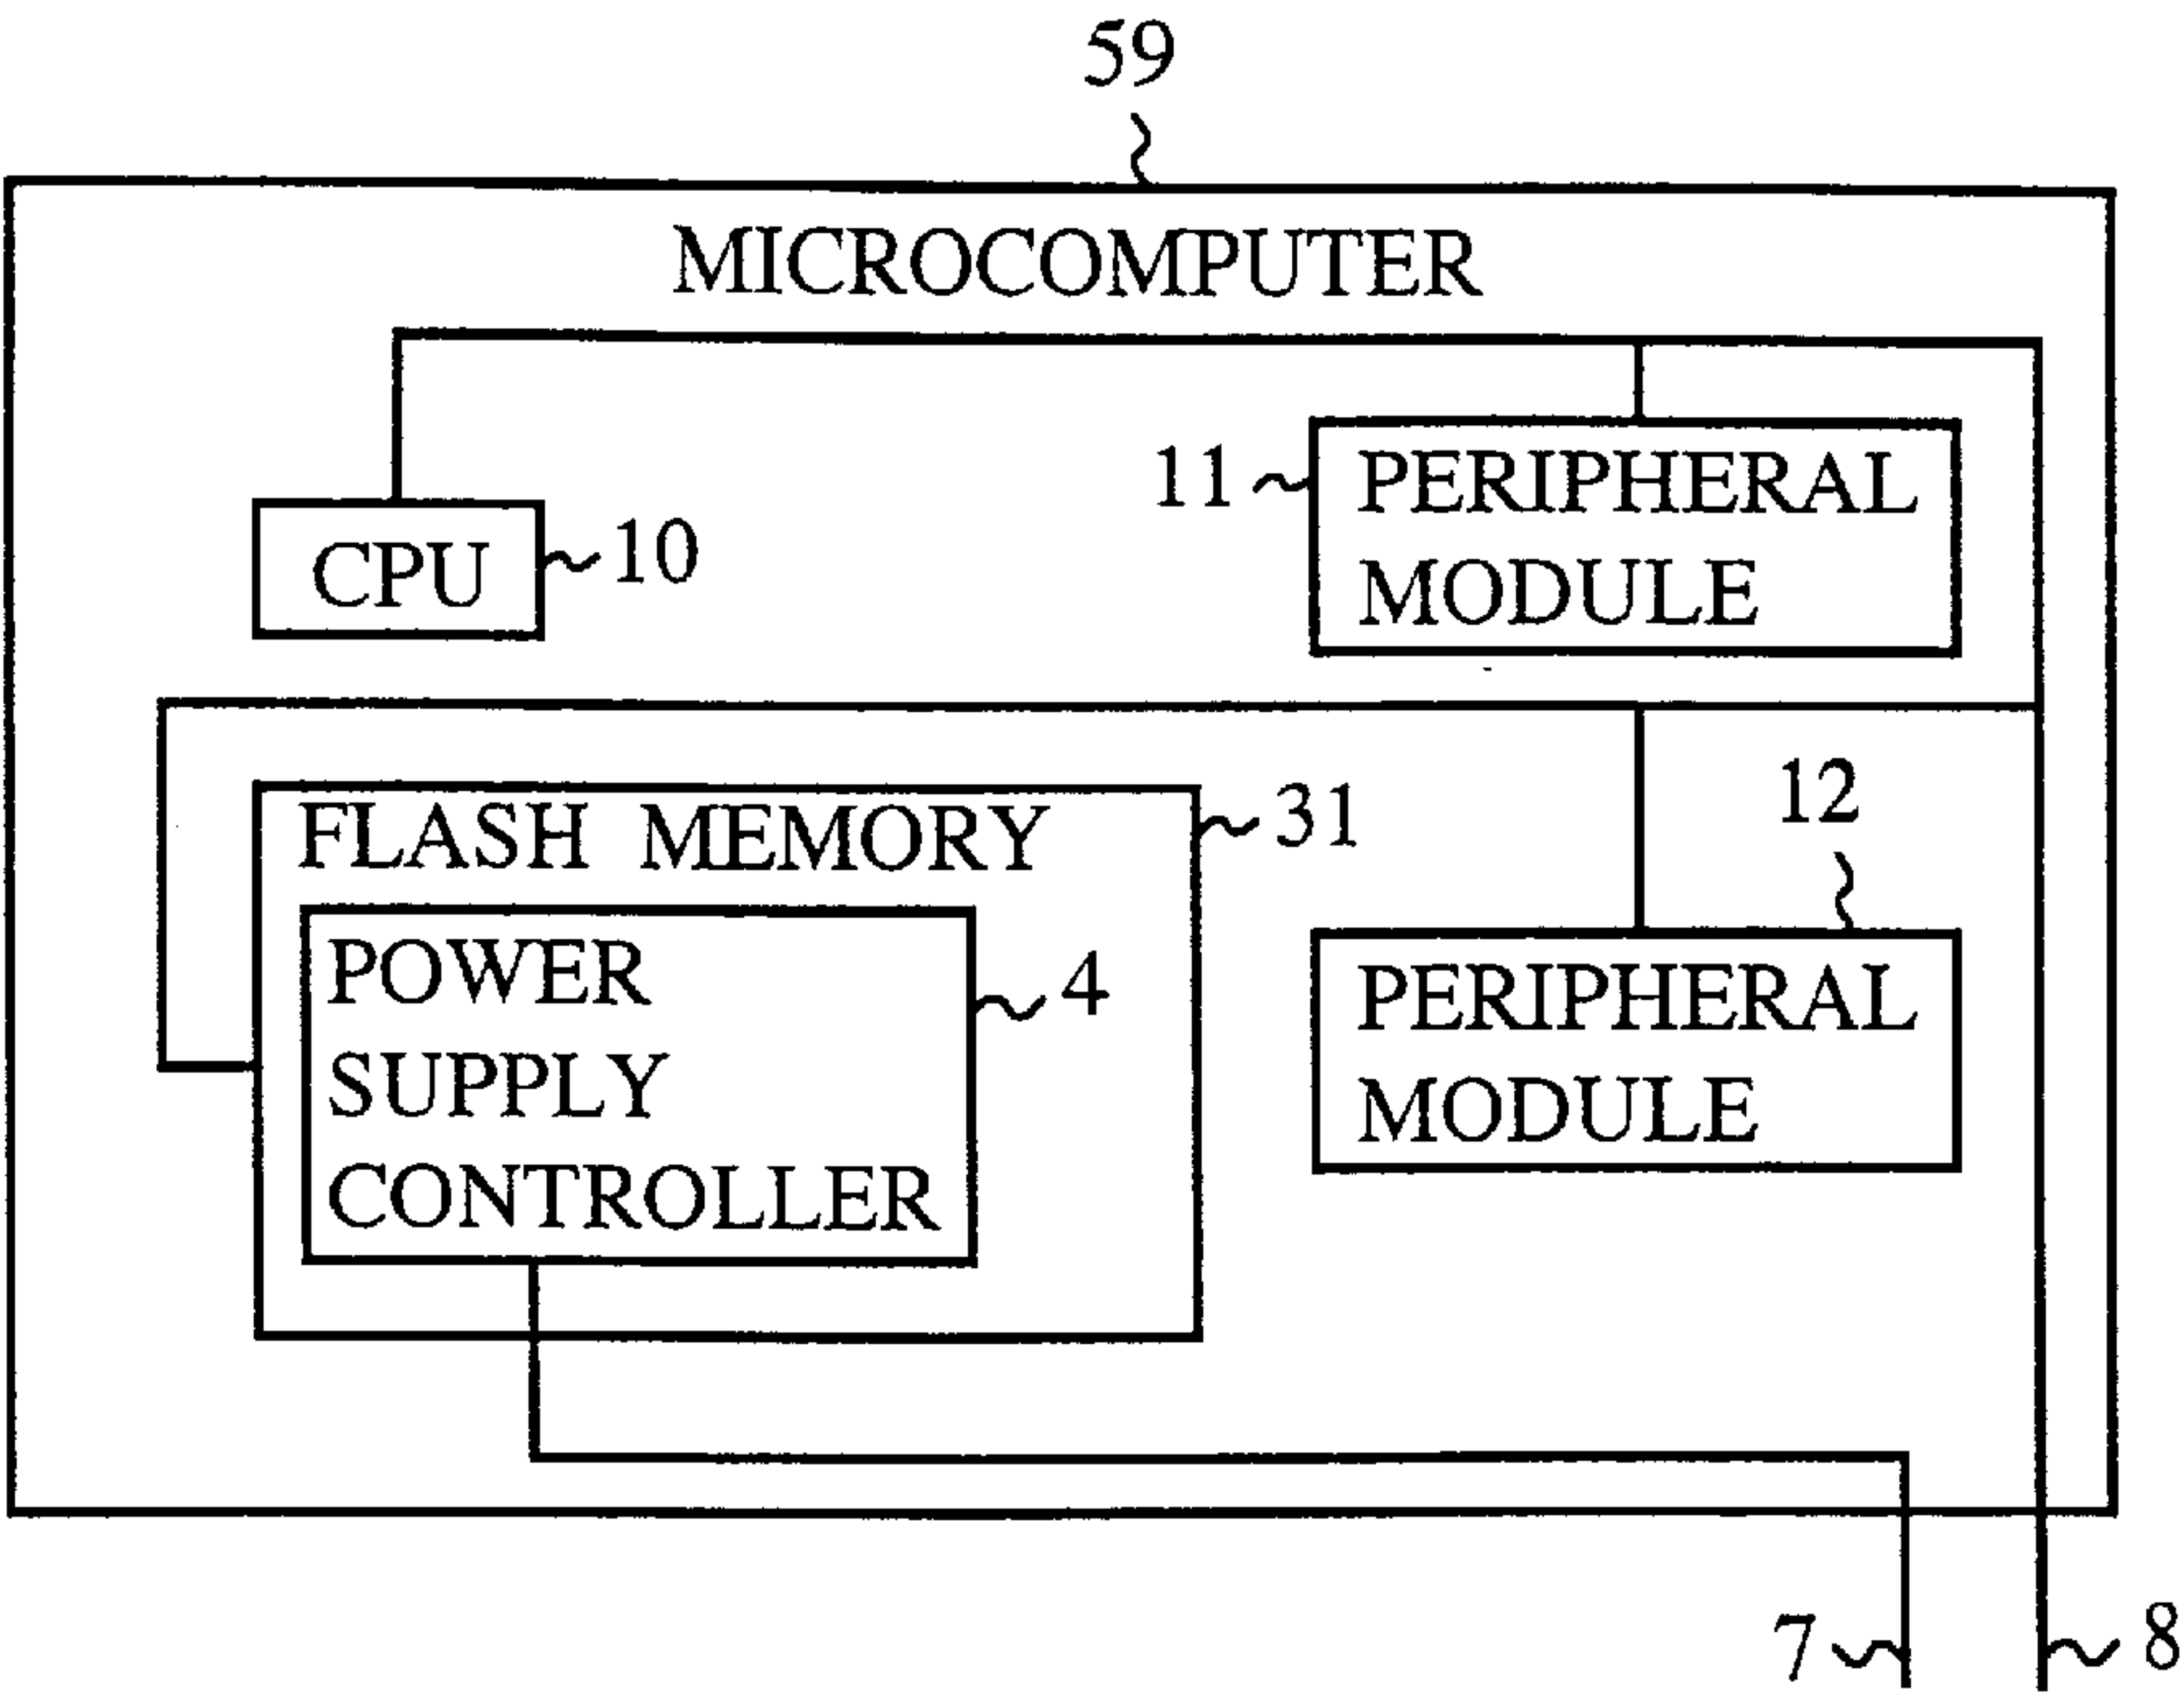 59
MICROCOMPUTER
11
PERIPHERAL
MODULE
CPU
10
FLASH MEMORY
31
12
POWER
SUPPLY
CONTROLLER
4
PERIPHERAL
MODULE
7
8